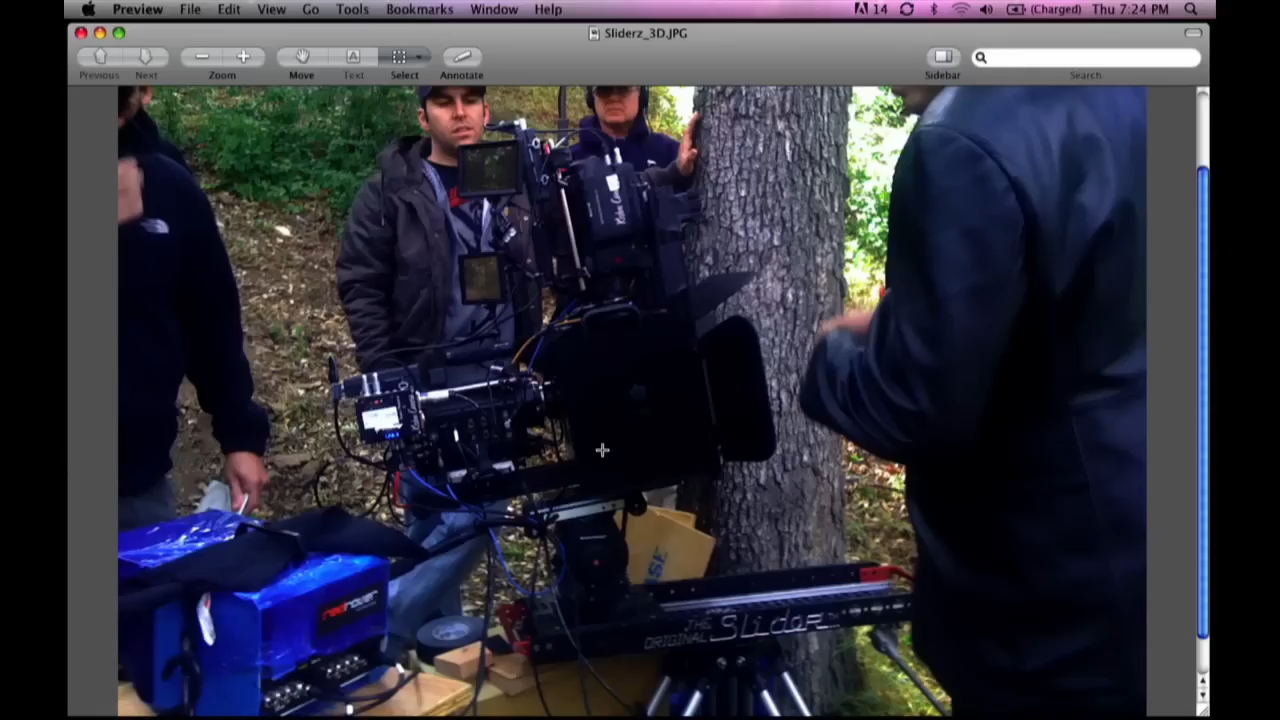 Preview File Edit View Go Tools Bookmarks Window Help 14 (Charged) Thu 7:24 PM
Sliderz_3D.JPG
Previous Next Zoom Move Text Select Annotate Sidebar Search
redrover
THE
ORIGINAL Slider